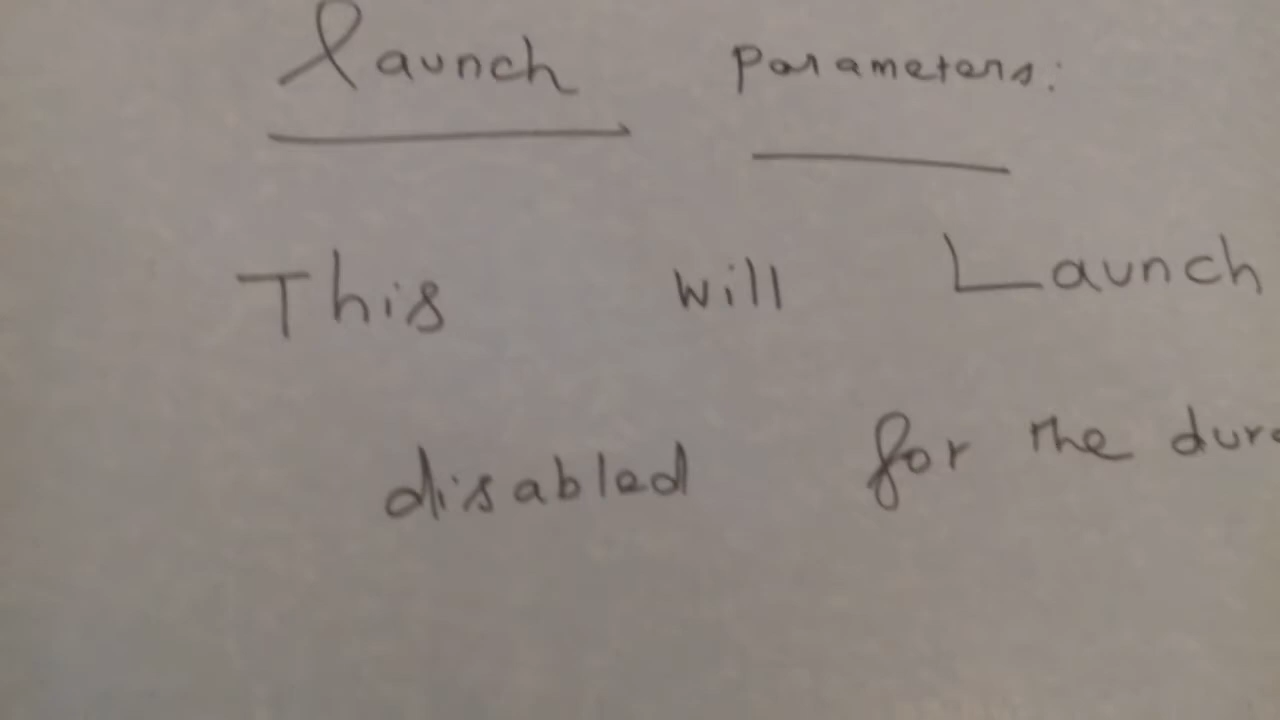 Launch Parameters:
This will Launch
disabled for the